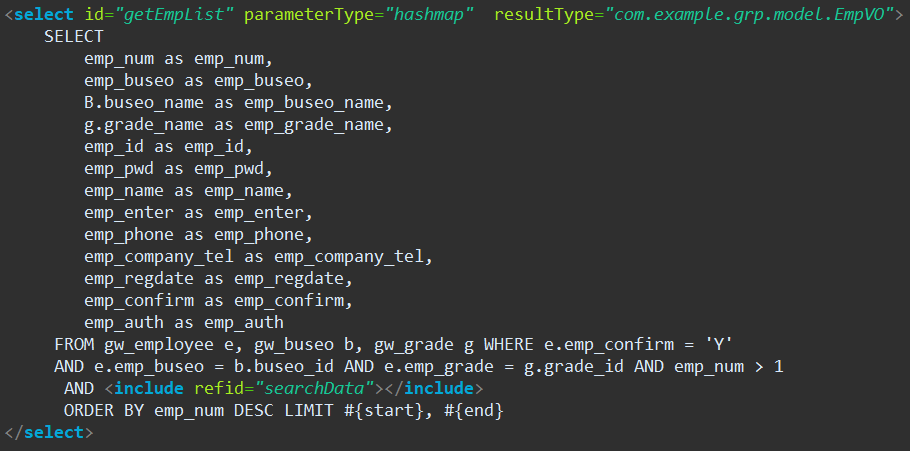 <select id="getEmpList" parameterType="hashmap"  resultType="com.example.grp.model.EmpVO">
    SELECT
        emp_num as emp_num,
        emp_buseo as emp_buseo,
        B.buseo_name as emp_buseo_name,
        g.grade_name as emp_grade_name,
        emp_id as emp_id,
        emp_pwd as emp_pwd,
        emp_name as emp_name,
        emp_enter as emp_enter,
        emp_phone as emp_phone,
        emp_company_tel as emp_company_tel,
        emp_regdate as emp_regdate,
        emp_confirm as emp_confirm,
        emp_auth as emp_auth
     FROM gw_employee e, gw_buseo b, gw_grade g WHERE e.emp_confirm = 'Y'
     AND e.emp_buseo = b.buseo_id AND e.emp_grade = g.grade_id AND emp_num > 1
      AND <include refid="searchData"></include>
      ORDER BY emp_num DESC LIMIT #{start}, #{end}
</select>